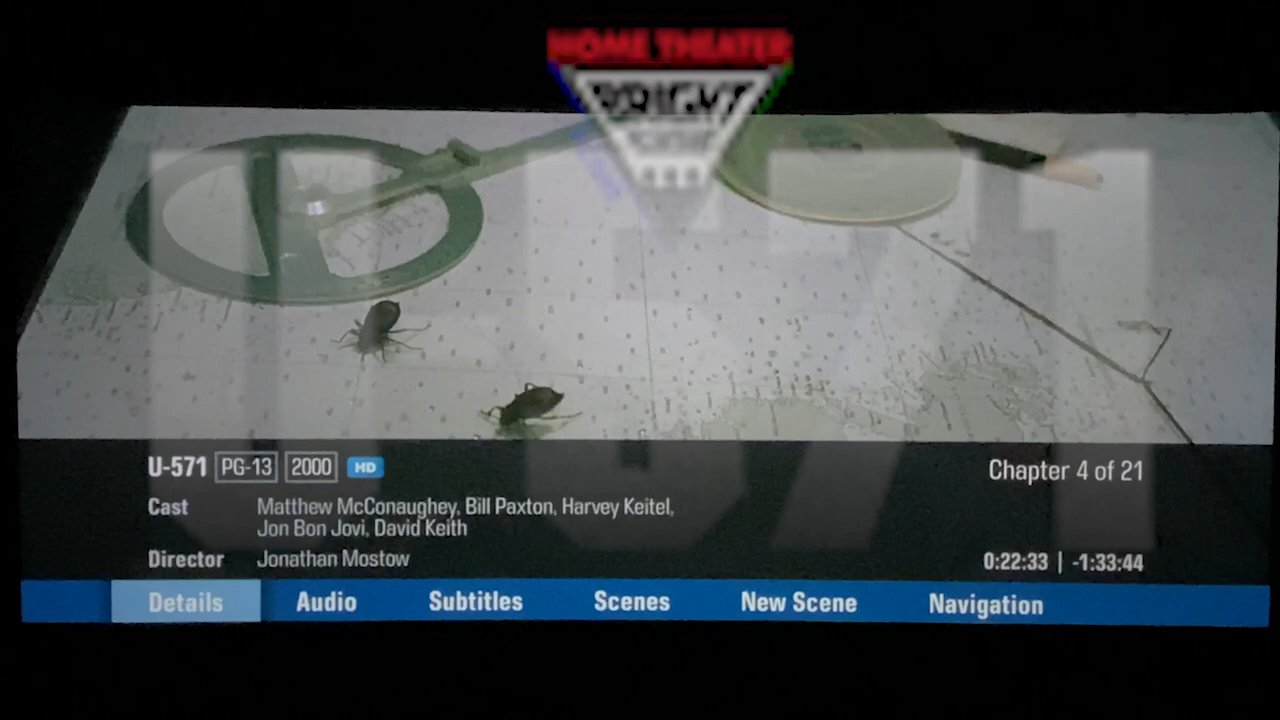 HOME THEATER
U-571 PG-13 2000 HD
Chapter 4 of 21
Cast Matthew McConaughey, Bill Paxton, Harvey Keitel,
Jon Bon Jovi, David Keith
Director Jonathan Mostow
0:22:33 | -1:33:44
Details Audio Subtitles Scenes New Scene Navigation